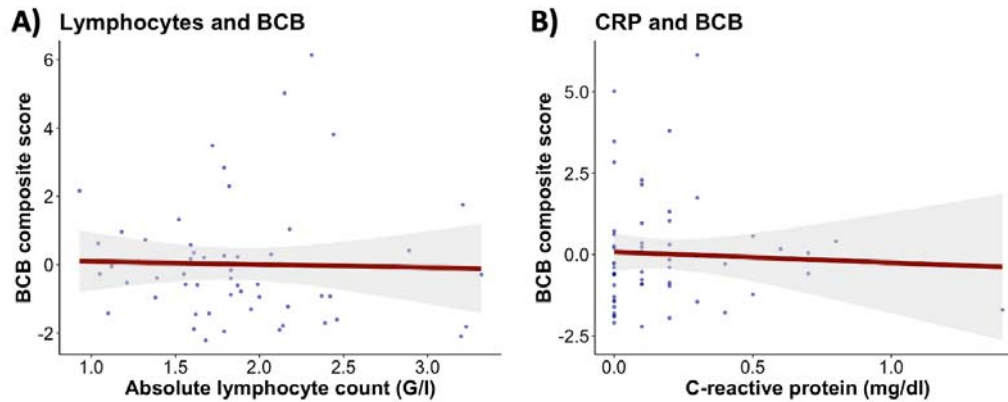 A) Lymphocytes and BCB
6
4
2
0
-2
BCB composite score
1.0 1.5 2.0 2.5 3.0
Absolute lymphocyte count (G/l)
B) CRP and BCB
5.0
2.5
0.0
-2.5
BCB composite score
0.0 0.5 1.0
C-reactive protein (mg/dl)